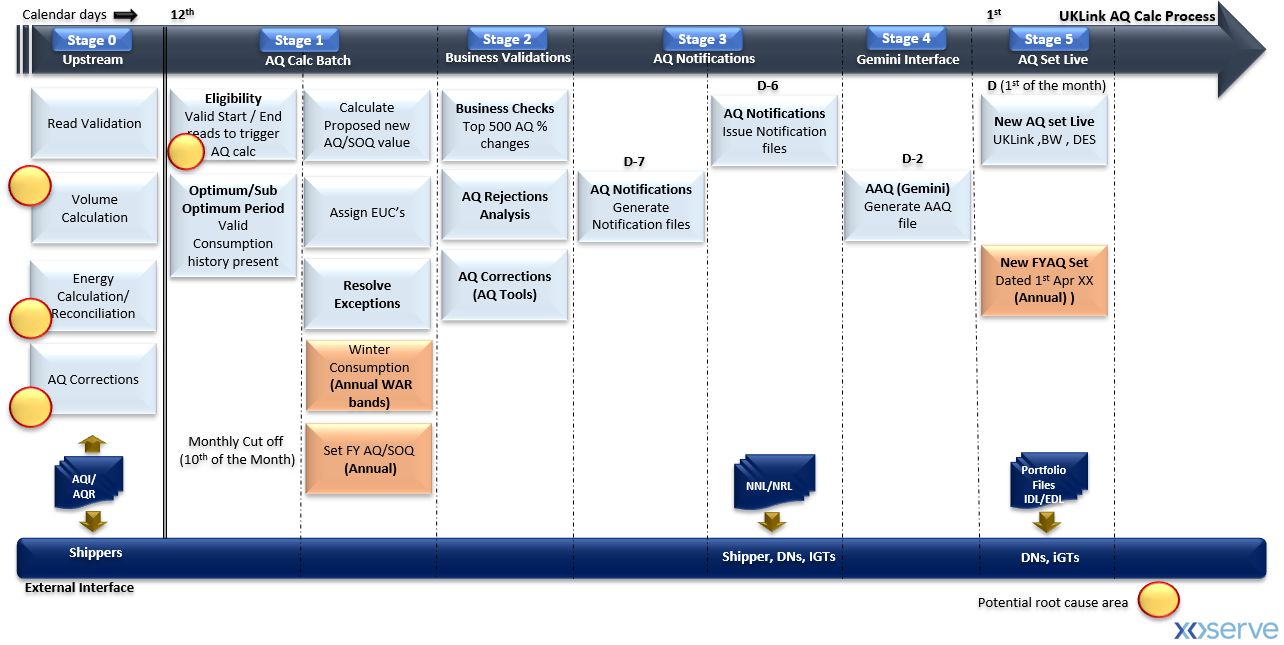 Calendar days
12th
1st
UKLink AQ Calc Process
Stage 0
Upstream
Stage 1
AQ Calc Batch
Stage 2
Business Validations
Stage 3
AQ Notifications
Stage 4
Gemini Interface
Stage 5
AQ Set Live
Read Validation
Volume
Calculation
Energy
Calculation/
Reconciliation
AQ Corrections
AQI/
AQR
Eligibility
Valid Start / End
reads to trigger
AQ calc
Optimum/Sub
Optimum Period
Valid
Consumption
history present
Monthly Cut off
(10th of the Month)
Calculate
Proposed new
AQ/SOQ value
Assign EUC’s
Resolve
Exceptions
Winter
Consumption
(Annual WAR
bands)
Set FY AQ/SOQ
(Annual)
Business Checks
Top 500 AQ %
changes
AQ Rejections
Analysis
AQ Corrections
(AQ Tools)
D-7
AQ Notifications
Generate
Notification files
D-6
AQ Notifications
Issue Notification
files
NNL/NRL
D-2
AAQ (Gemini)
Generate AAQ
file
D (1st of the month)
New AQ set Live
UKLink ,BW , DES
New FYAQ Set
Dated 1st Apr XX
(Annual) )
Portfolio
Files
IDL/EDL
Shippers
Shipper, DNs, IGTs
DNs, iGTs
External Interface
Potential root cause area
xoserve